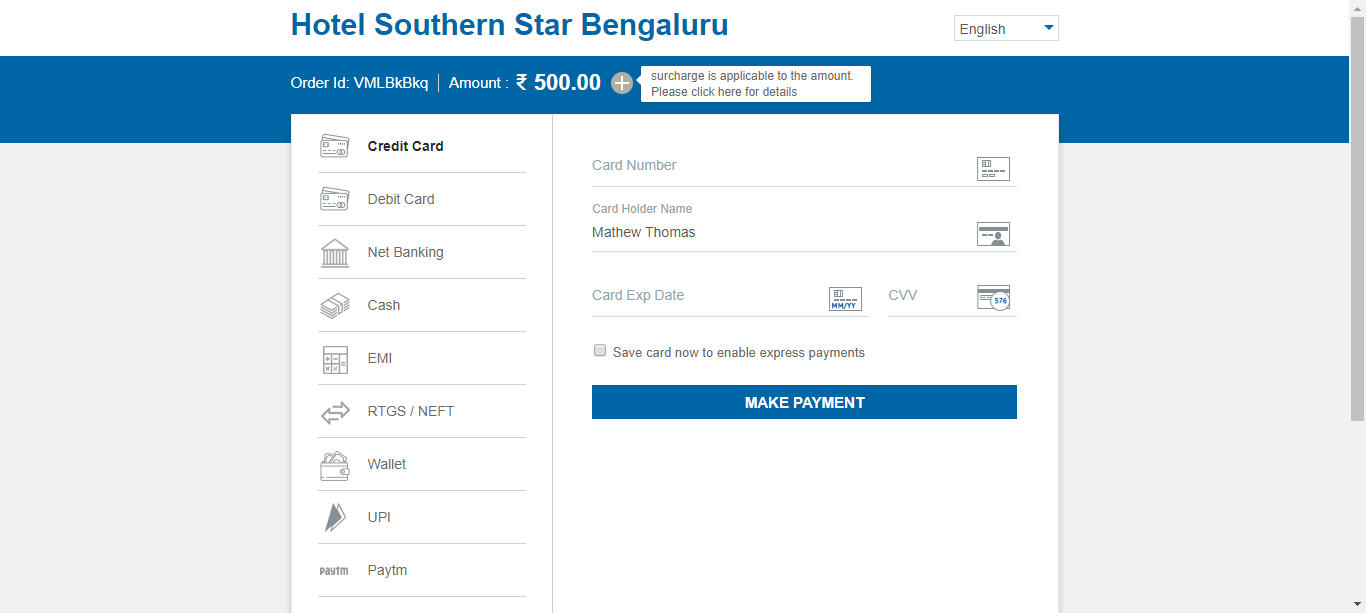 Hotel Southern Star Bengaluru
English
Order Id: VMLBkBkq
Amount : ₹ 500.00
surcharge is applicable to the amount.
Please click here for details
Credit Card
Debit Card
Net Banking
Cash
EMI
RTGS / NEFT
Wallet
UPI
paytm Paytm
Card Number
Card Holder Name
Mathew Thomas
Card Exp Date
MM/YY
CVV
576
Save card now to enable express payments
MAKE PAYMENT